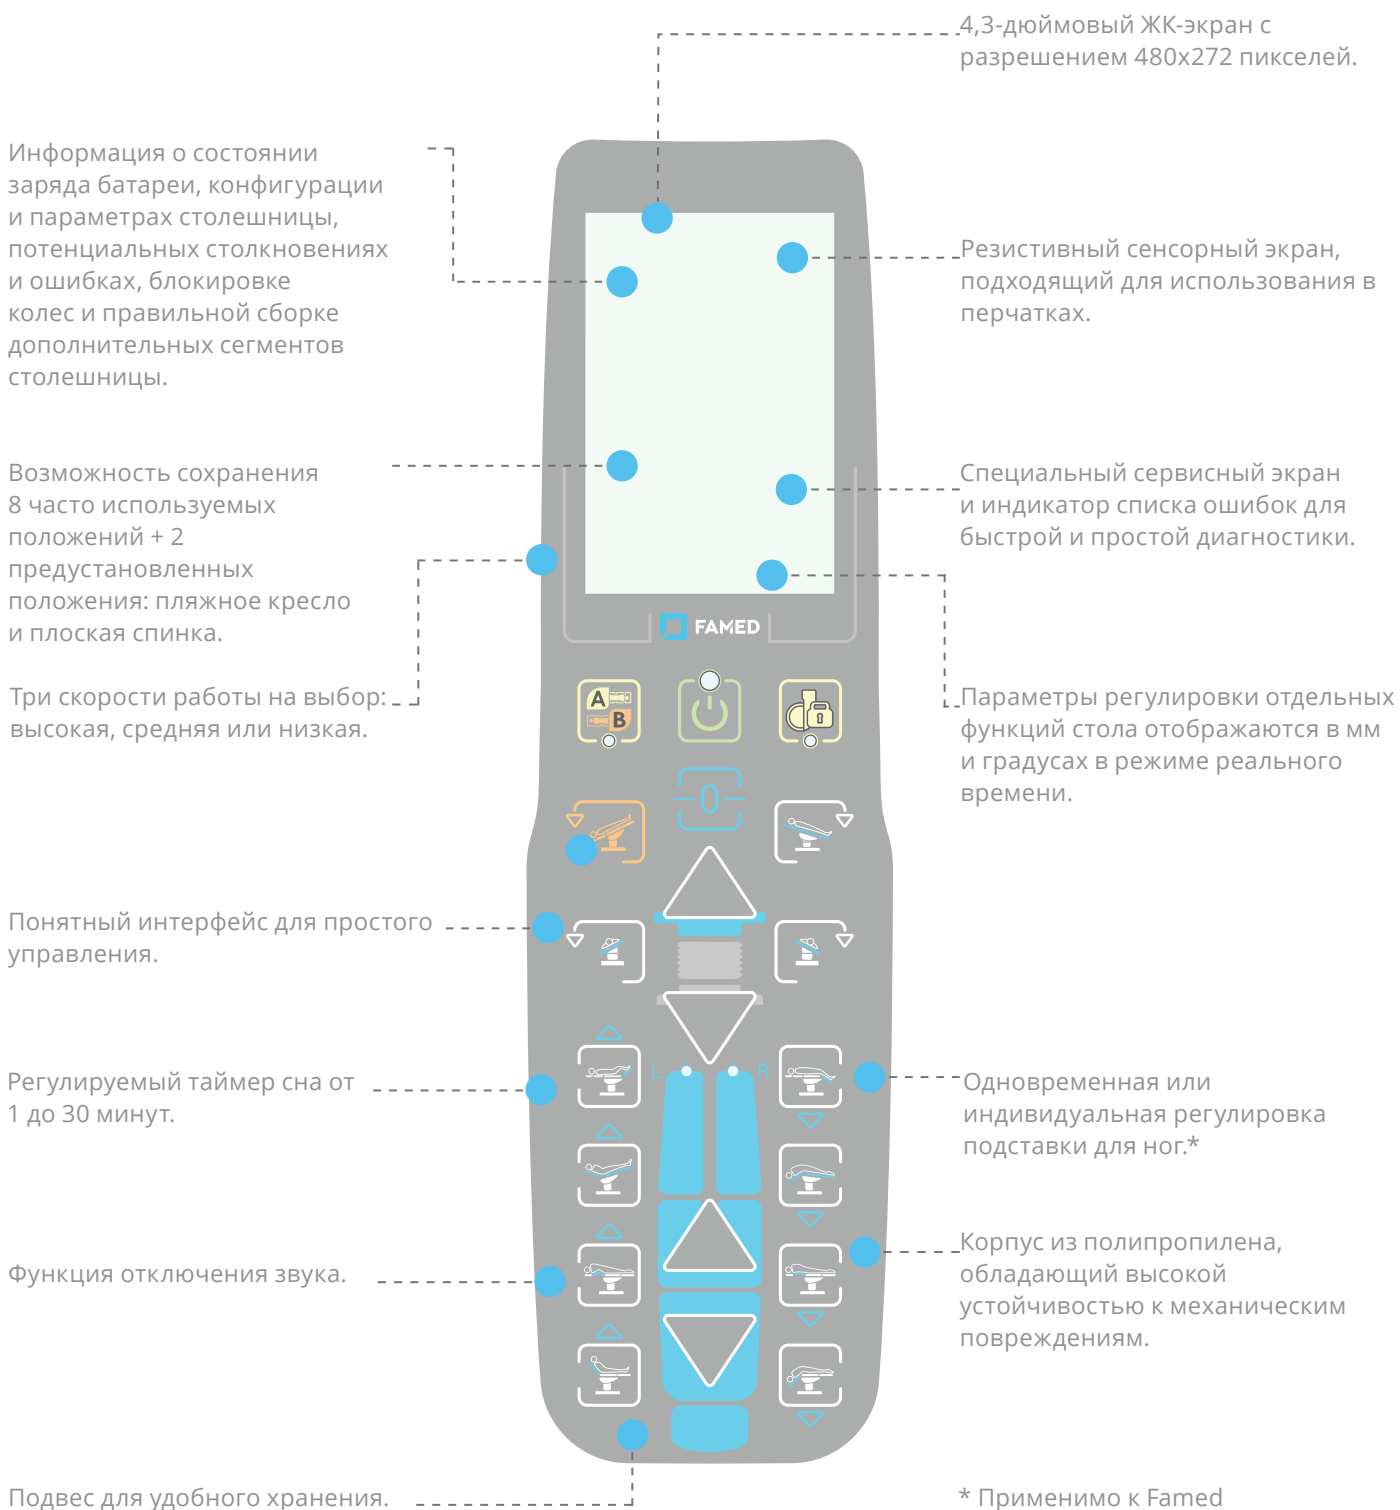 4,3-дюймовый ЖК-экран с
разрешением 480x272 пикселей.
Информация о состоянии
заряда батареи, конфигурации
и параметрах столешницы,
потенциальных столкновениях
и ошибках, блокировке
колес и правильной сборке
дополнительных сегментов
столешницы.
Резистивный сенсорный экран,
подходящий для использования в
перчатках.
Возможность сохранения
8 часто используемых
положений + 2
предустановленных
положения: пляжное кресло
и плоская спинка.
Специальный сервисный экран
и индикатор списка ошибок для
быстрой и простой диагностики.
FAMED
Три скорости работы на выбор:
высокая, средняя или низкая.
A
B
Параметры регулировки отдельных
функций стола отображаются в мм
и градусах в режиме реального
времени.
0
Понятный интерфейс для простого
управления.
Регулируемый таймер сна от
1 до 30 минут.
L
R
Одновременная или
индивидуальная регулировка
подставки для ног.*
Функция отключения звука.
Корпус из полипропилена,
обладающий высокой
устойчивостью к механическим
повреждениям.
Подвес для удобного хранения.
* Применимо к Famed